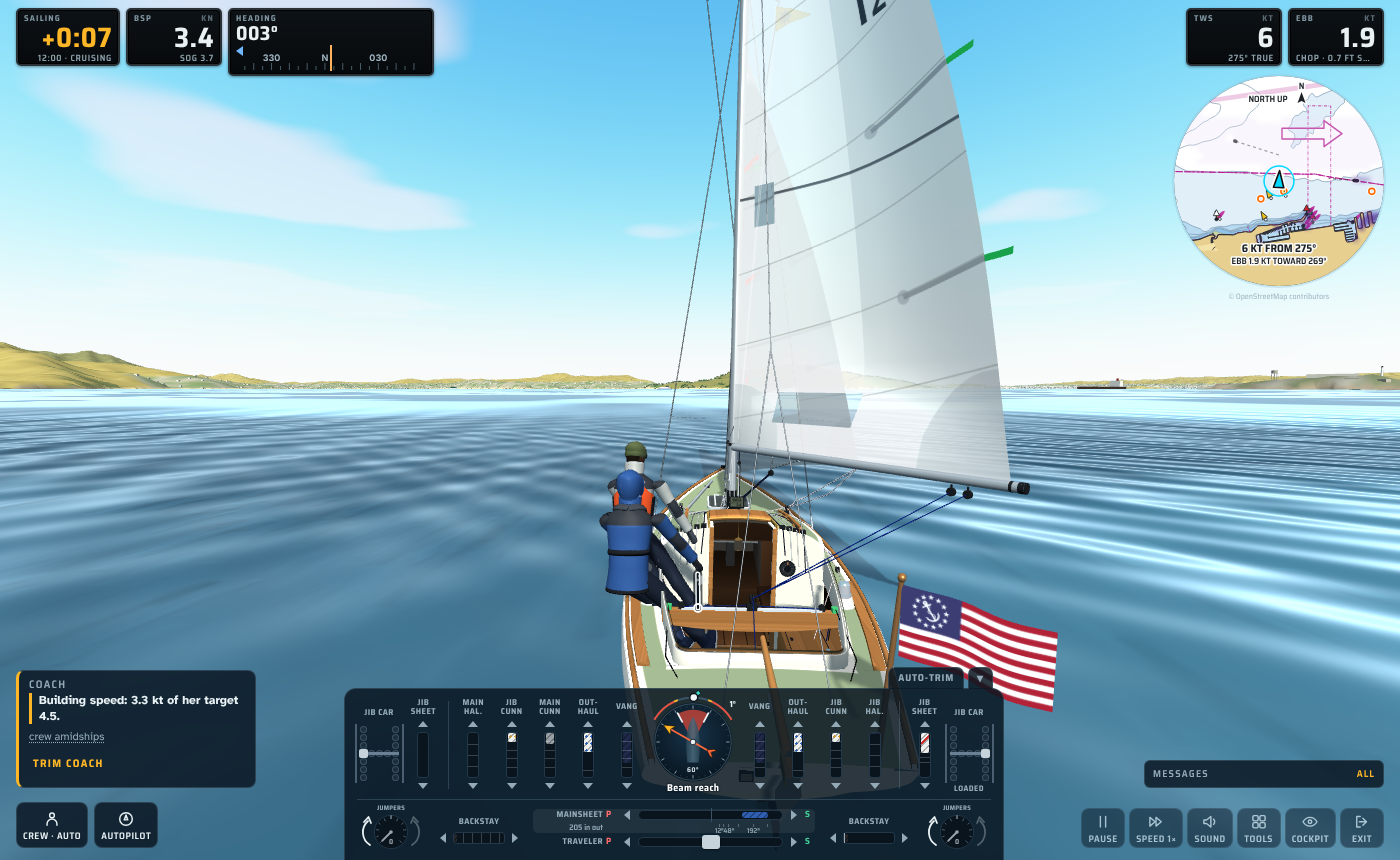 SAILING
+0:07
12:00 · CRUISING
BSP KN
3.4
SOG 3.7
HEADING
003°
330 N 030
TWS KT
6
275° TRUE
EBB KT
1.9
CHOP · 0.7 FT S…
12
N
NORTH UP
6 KT FROM 275°
EBB 1.9 KT TOWARD 269°
© OpenStreetMap contributors
COACH
Building speed: 3.3 kt of her target
4.5.
crew amidships
TRIM COACH
CREW · AUTO
AUTOPILOT
AUTO-TRIM
▼
JIB CAR
JIB
SHEET
MAIN
HAL.
JIB
CUNN
MAIN
CUNN
OUT-
HAUL
VANG
1°
60°
Beam reach
VANG
OUT-
HAUL
JIB
CUNN
JIB
HAL.
JIB
SHEET
JIB CAR
LOADED
JUMPERS
0
BACKSTAY
MAINSHEET P S
205 in out
12°48° 192°
TRAVELER P S
BACKSTAY
JUMPERS
0
MESSAGES ALL
PAUSE
SPEED 1×
SOUND
TOOLS
COCKPIT
EXIT